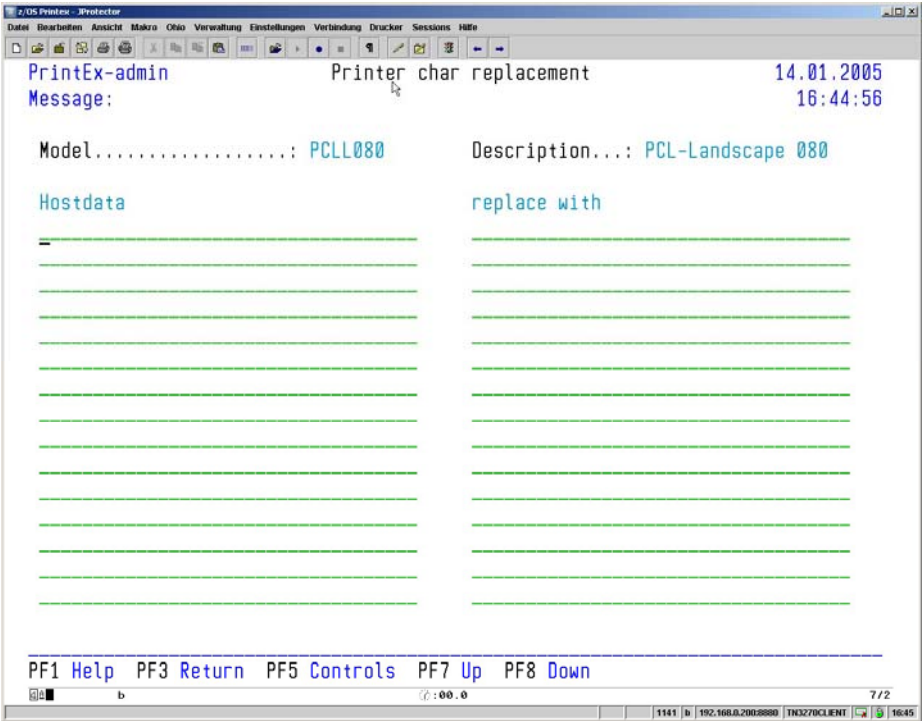 z/OS Printex - JProtector
Datei Bearbeiten Ansicht Makro Ohio Verwaltung Einstellungen Verbindung Drucker Sessions Hilfe
PrintEx-admin Printer char replacement 14.01.2005
Message: 16:44:56
Model..................: PCLL080 Description...: PCL-Landscape 080
Hostdata replace with
PF1 Help PF3 Return PF5 Controls PF7 Up PF8 Down
b :00.0 7/2
1141 b 192.168.0.200:8880 TN3270CLIENT 16:45